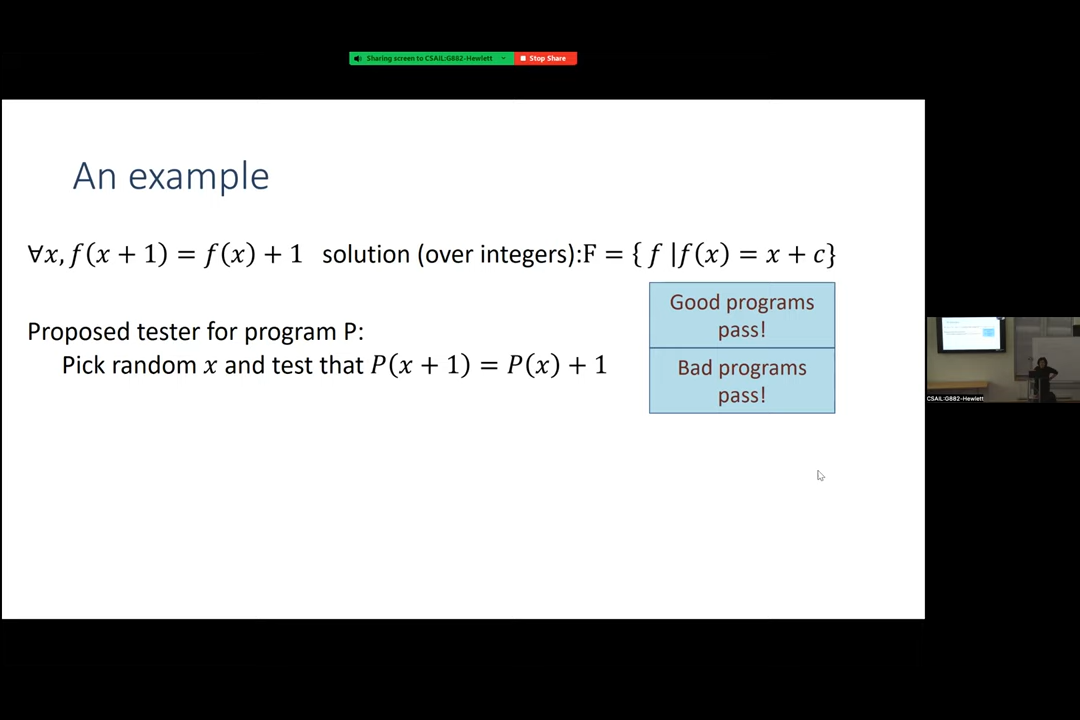 Sharing screen to CSAIL:G882-Hewlett
Stop Share
An example
∀x, f(x + 1) = f(x) + 1 solution (over integers):F = { f |f(x) = x + c}
Good programs
pass!
Proposed tester for program P:
Pick random x and test that P(x + 1) = P(x) + 1
Bad programs
pass!
CSAIL:G882-Hewlett